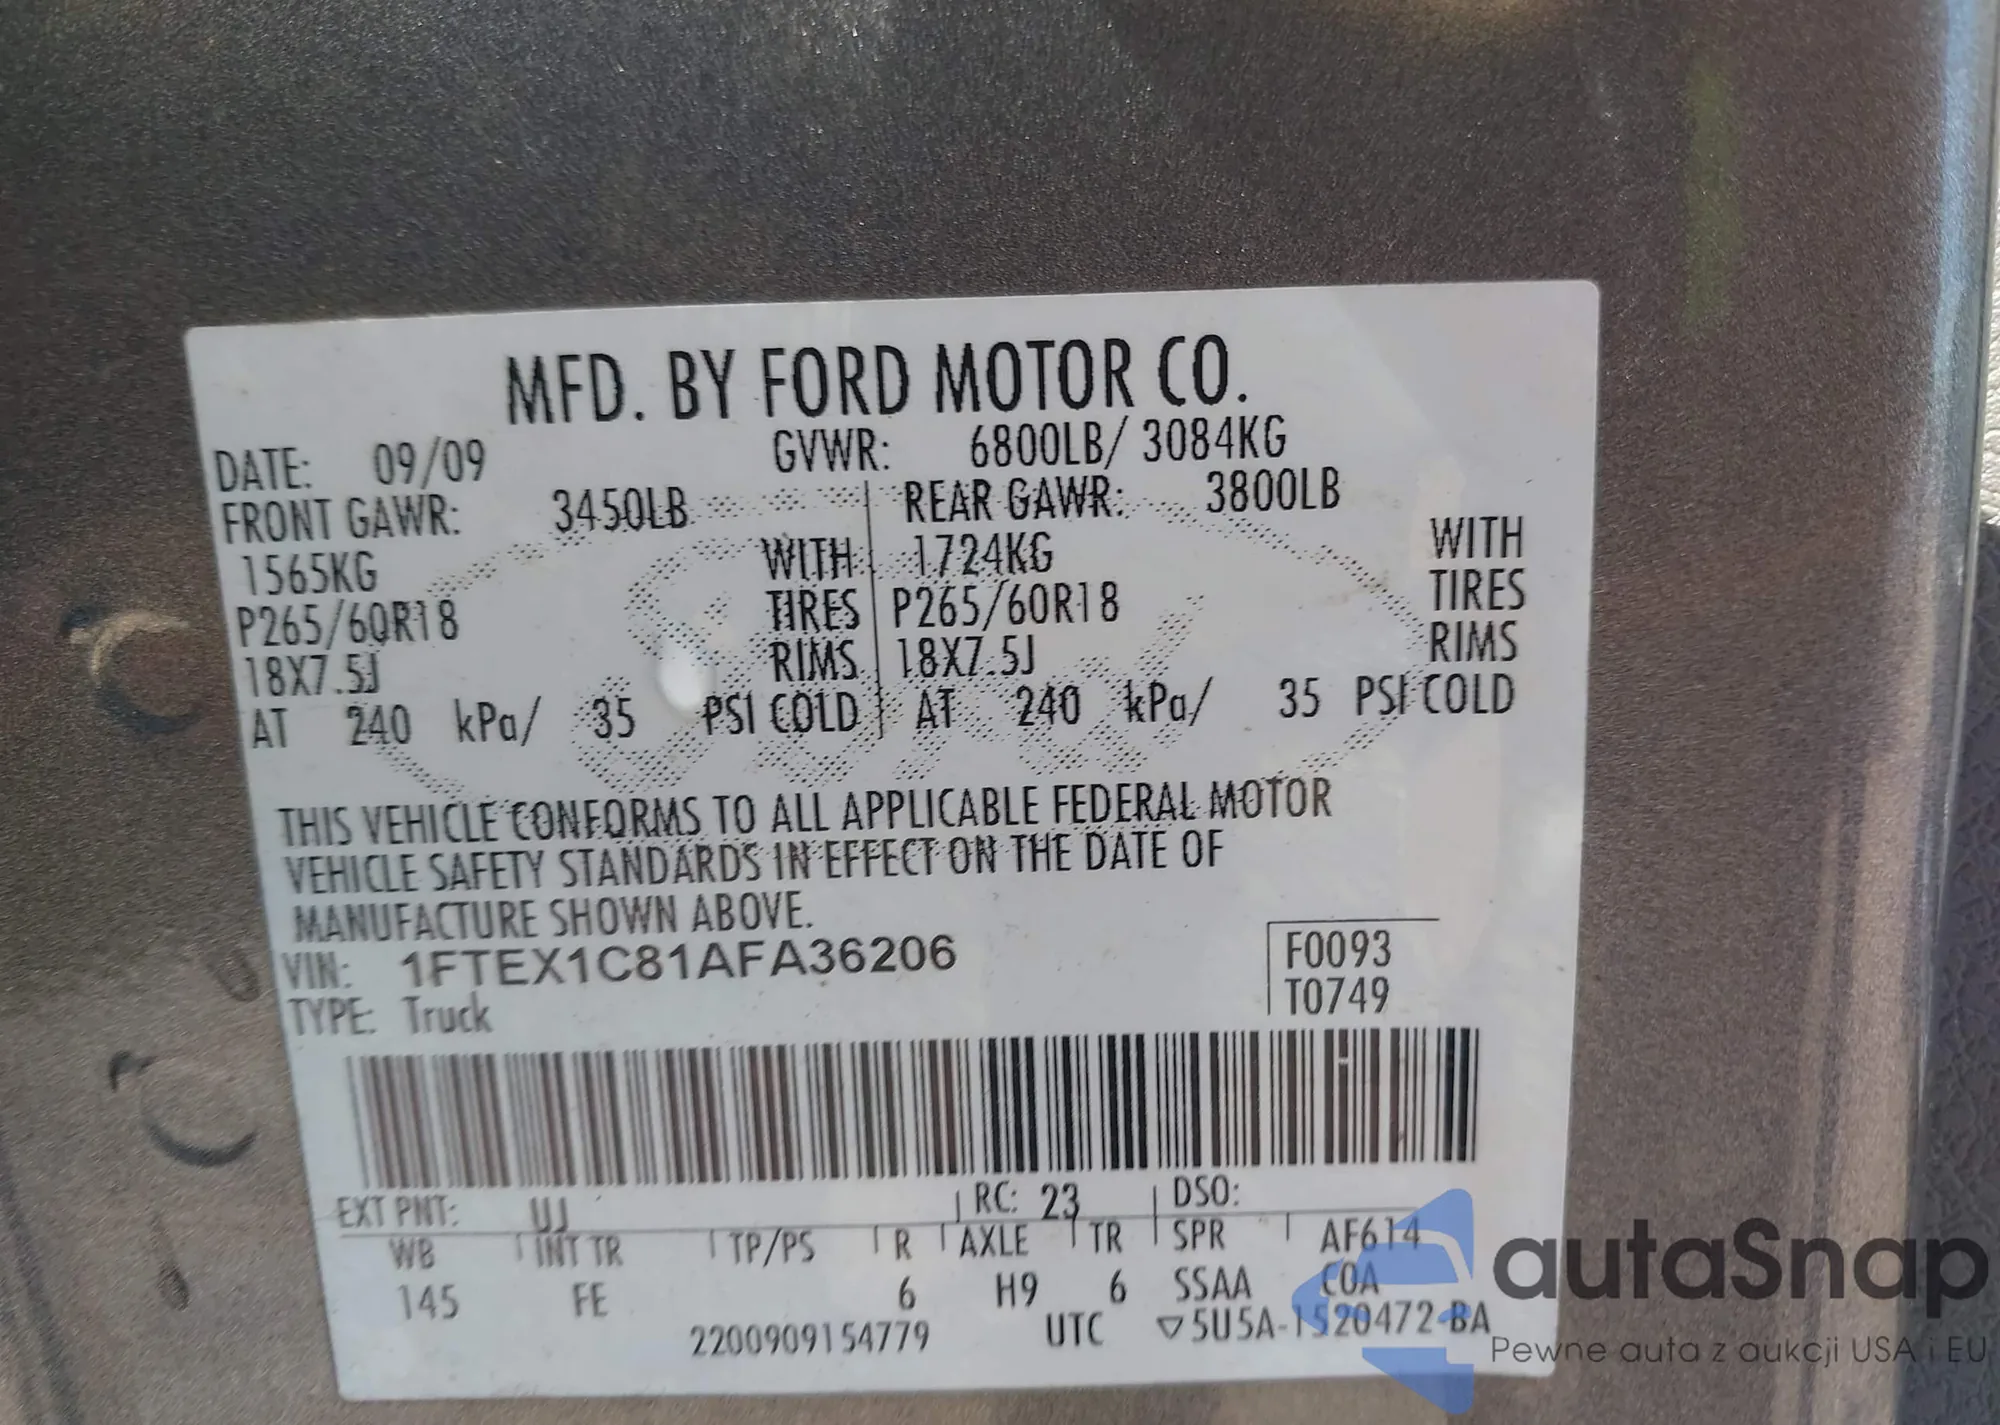 MFD. BY FORD MOTOR CO.
DATE: 09/09 GVWR: 6800LB/ 3084KG
FRONT GAWR: 3450LB REAR GAWR: 3800LB
1565KG WITH 1724KG WITH
P265/60R18 TIRES P265/60R18 TIRES
18X7.5J RIMS 18X7.5J RIMS
AT 240 kPa/ 35 PSI COLD AT 240 kPa/ 35 PSI COLD
THIS VEHICLE CONFORMS TO ALL APPLICABLE FEDERAL MOTOR
VEHICLE SAFETY STANDARDS IN EFFECT ON THE DATE OF
MANUFACTURE SHOWN ABOVE.
VIN: 1FTEX1C81AFA36206 F0093
TYPE: Truck T0749
EXT PNT: UJ RC: 23 DSO:
WB INT TR TP/PS R AXLE TR SPR AF614
145 FE 6 H9 6 SSAA COA
2200909154779 UTC ▽5U5A-1520472-BA
autaSnap
Pewne auta z aukcji USA i EU